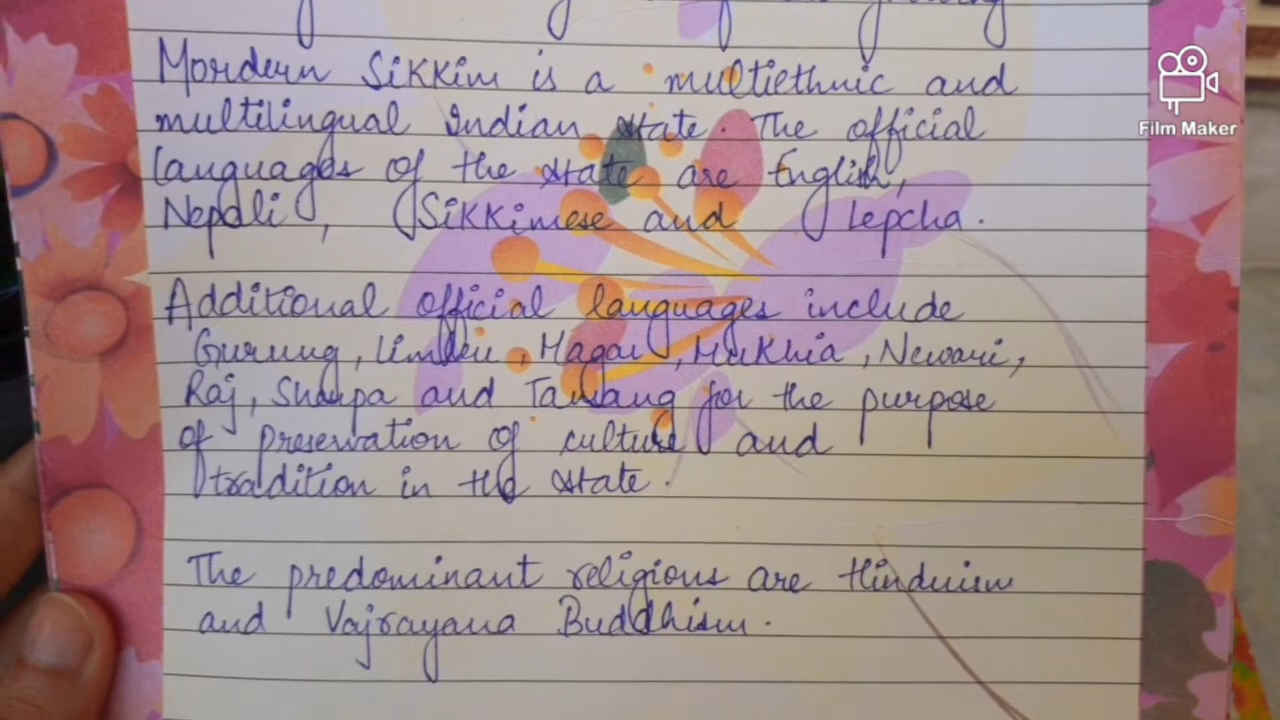 Mordern Sikkim is a multiethnic and
multilingual Indian state. The official
languages of the state are English,
Nepali, Sikkimese and Lepcha.
Additional official languages include
Gurung, Limbu, Magar, Mukhia, Newari,
Raj, Sherpa and Tamang for the purpose
of preservation of culture and
tradition in the state.
The predominant religious are Hinduism
and Vajrayana Buddhism.
Film Maker